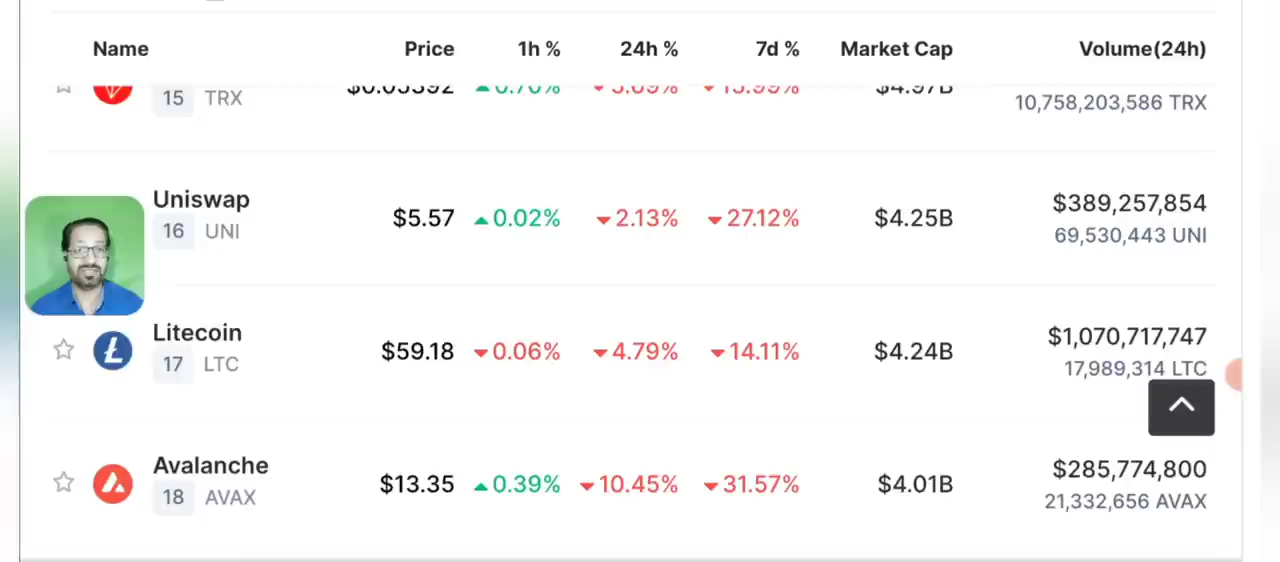 Name Price 1h % 24h % 7d % Market Cap Volume(24h)
15 TRX 10,758,203,586 TRX
Uniswap
16 UNI $5.57 0.02% 2.13% 27.12% $4.25B $389,257,854
69,530,443 UNI
Litecoin
17 LTC $59.18 0.06% 4.79% 14.11% $4.24B $1,070,717,747
17,989,314 LTC
Avalanche
18 AVAX $13.35 0.39% 10.45% 31.57% $4.01B $285,774,800
21,332,656 AVAX